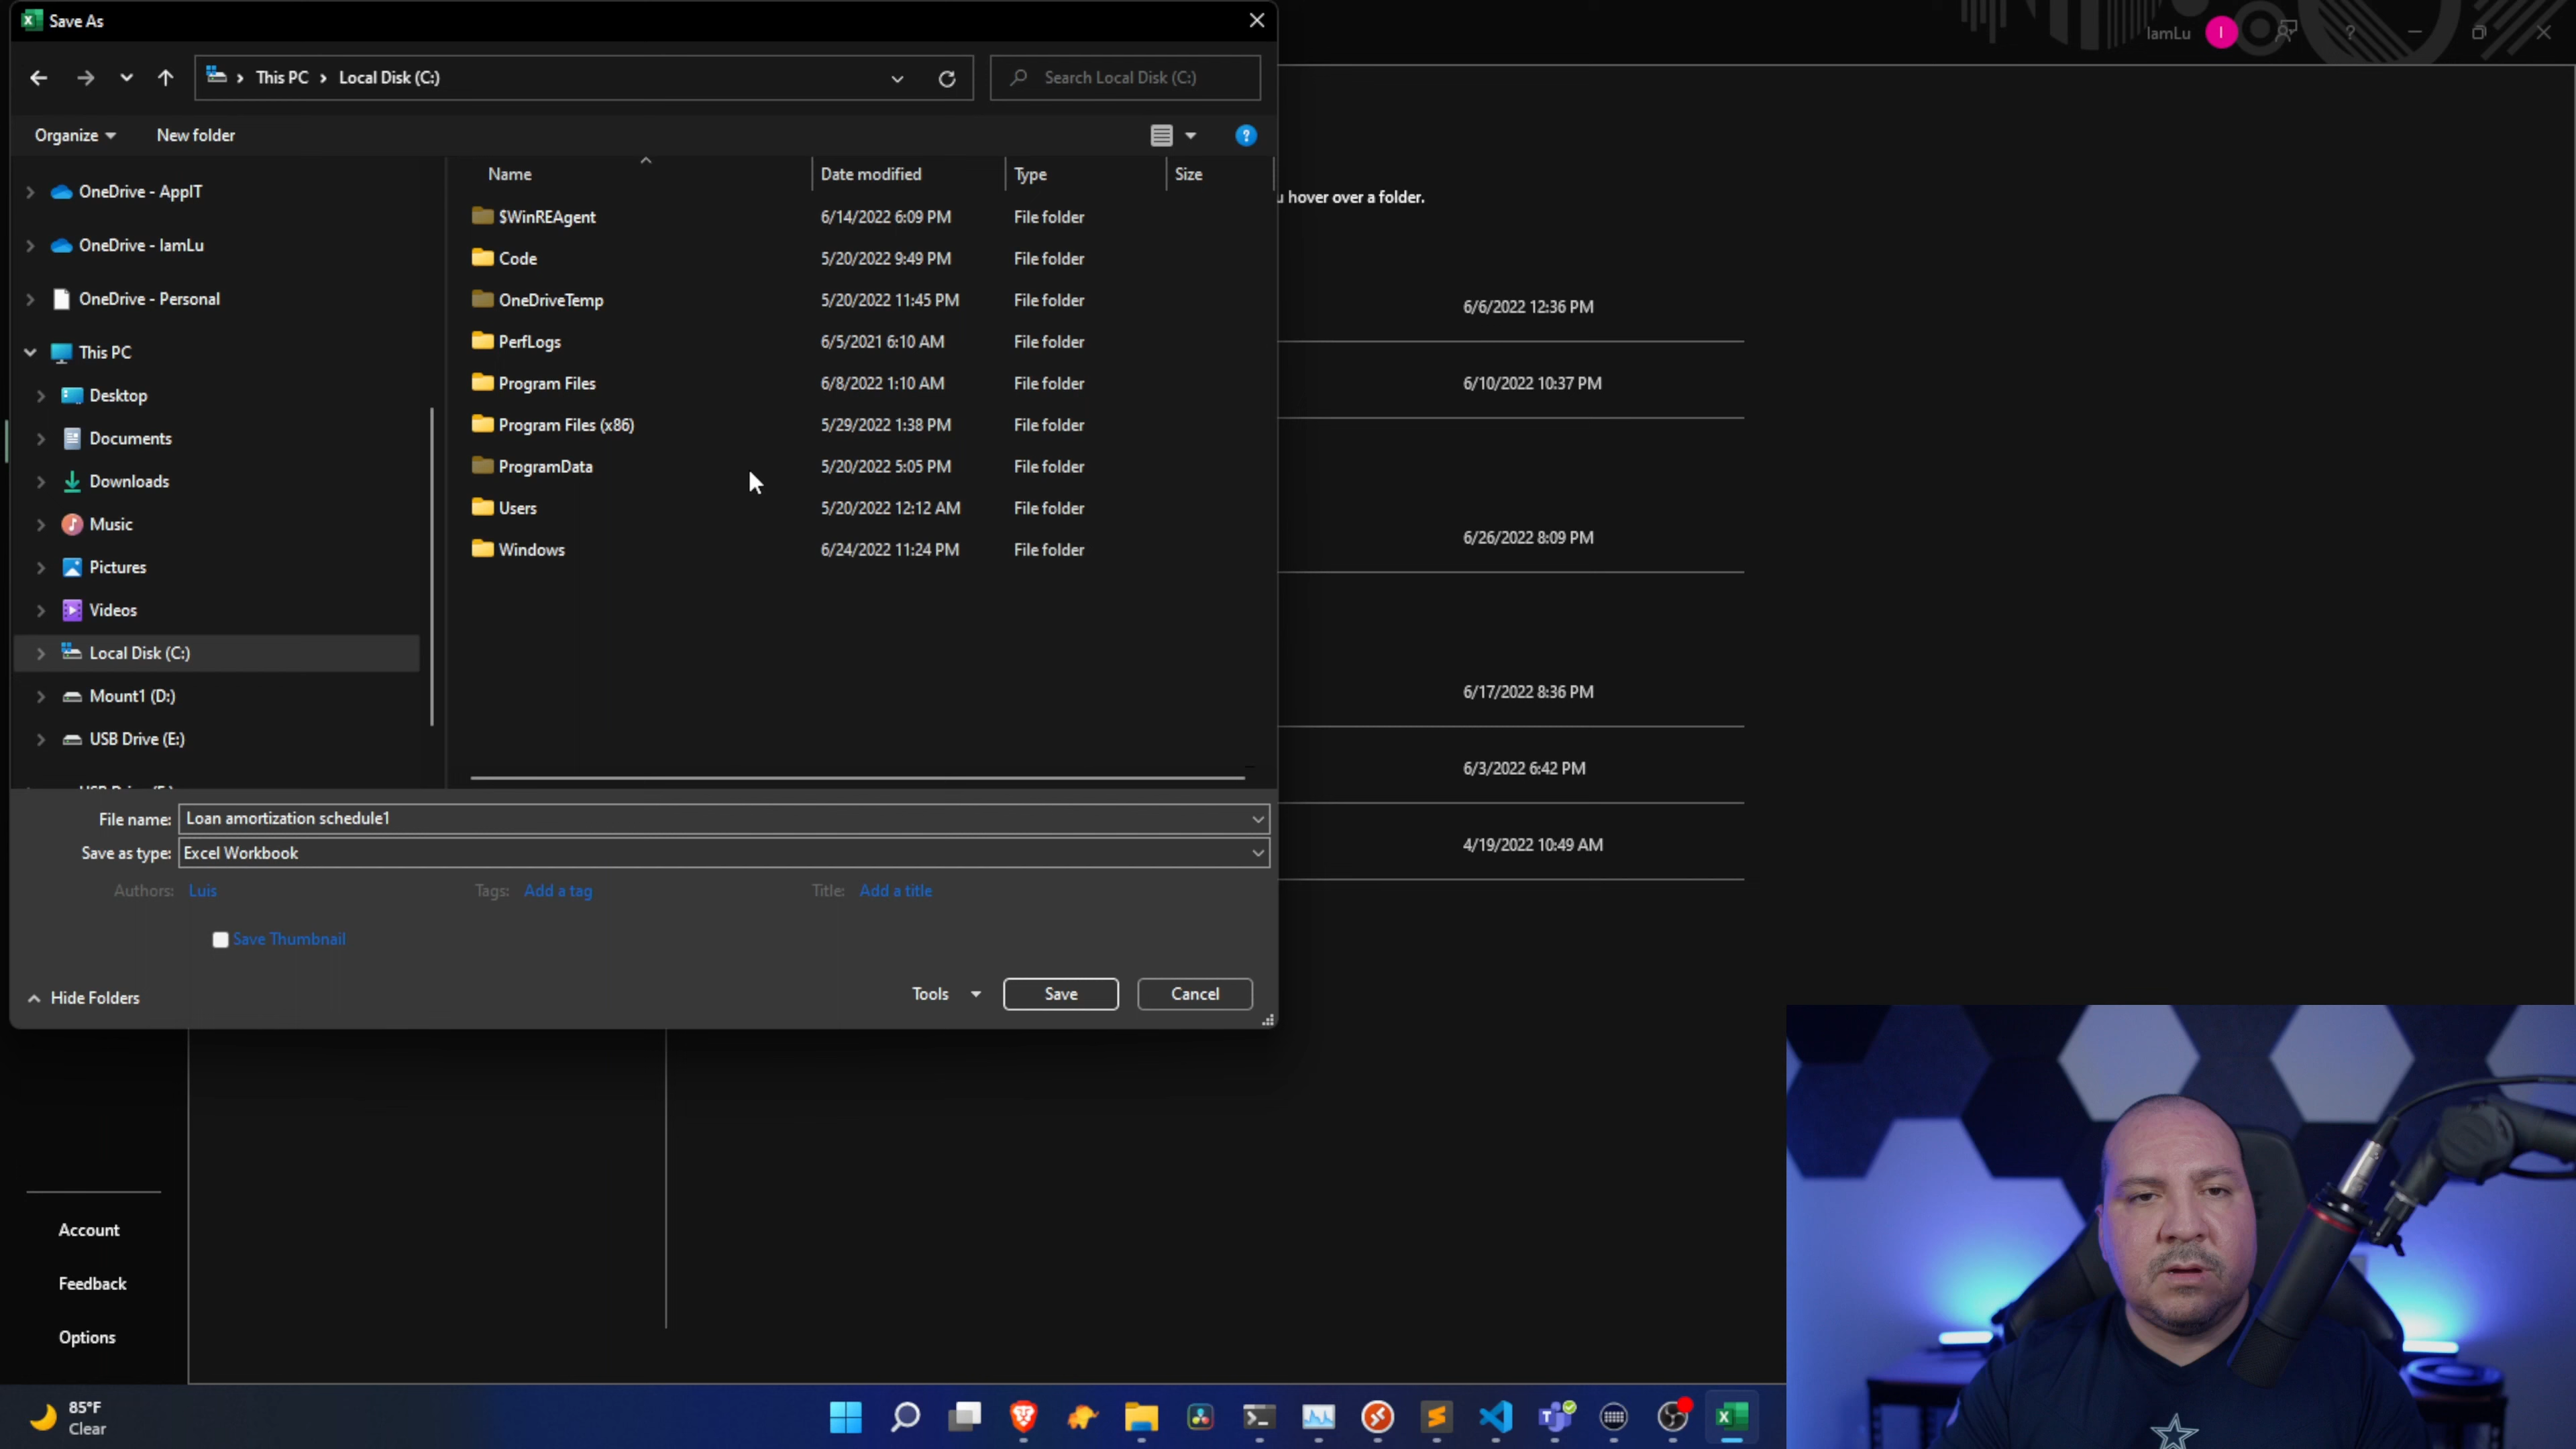 Save As
IamLu
I
?
This PC
Local Disk (C:)
Search Local Disk (C:)
Organize
New folder
?
Name
Date modified
Type
Size
OneDrive - AppIT
OneDrive - IamLu
OneDrive - Personal
This PC
Desktop
Documents
Downloads
Music
Pictures
Videos
Local Disk (C:)
Mount1 (D:)
USB Drive (E:)
$WinREAgent 6/14/2022 6:09 PM File folder
Code 5/20/2022 9:49 PM File folder
OneDriveTemp 5/20/2022 11:45 PM File folder
PerfLogs 6/5/2021 6:10 AM File folder
Program Files 6/8/2022 1:10 AM File folder
Program Files (x86) 5/29/2022 1:38 PM File folder
ProgramData 5/20/2022 5:05 PM File folder
Users 5/20/2022 12:12 AM File folder
Windows 6/24/2022 11:24 PM File folder
hover over a folder.
6/6/2022 12:36 PM
6/10/2022 10:37 PM
6/26/2022 8:09 PM
6/17/2022 8:36 PM
6/3/2022 6:42 PM
4/19/2022 10:49 AM
File name: Loan amortization schedule1
Save as type: Excel Workbook
Authors: Luis Tags: Add a tag Title: Add a title
Save Thumbnail
Hide Folders
Tools
Save
Cancel
Account
Feedback
Options
85°F
Clear